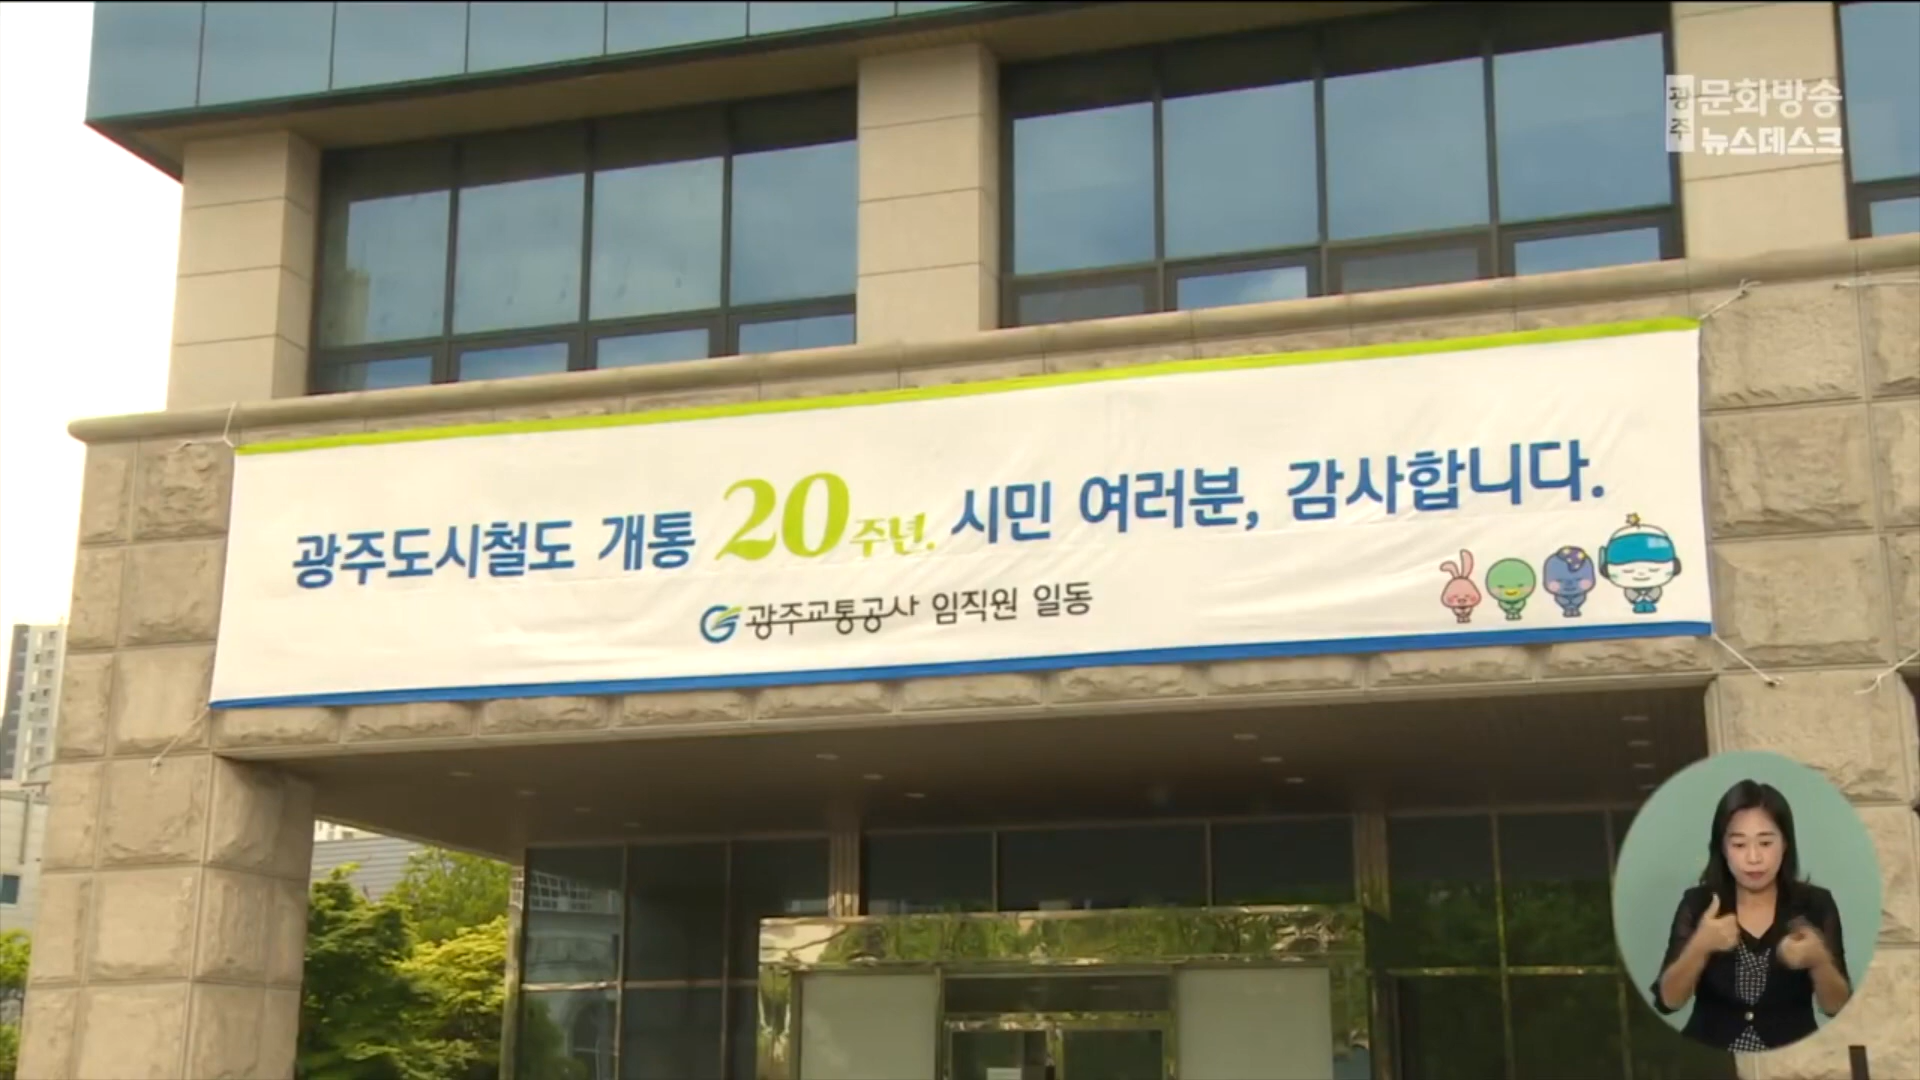 광주 문화방송
뉴스데스크
광주도시철도 개통 20주년. 시민 여러분, 감사합니다.
광주교통공사 임직원 일동